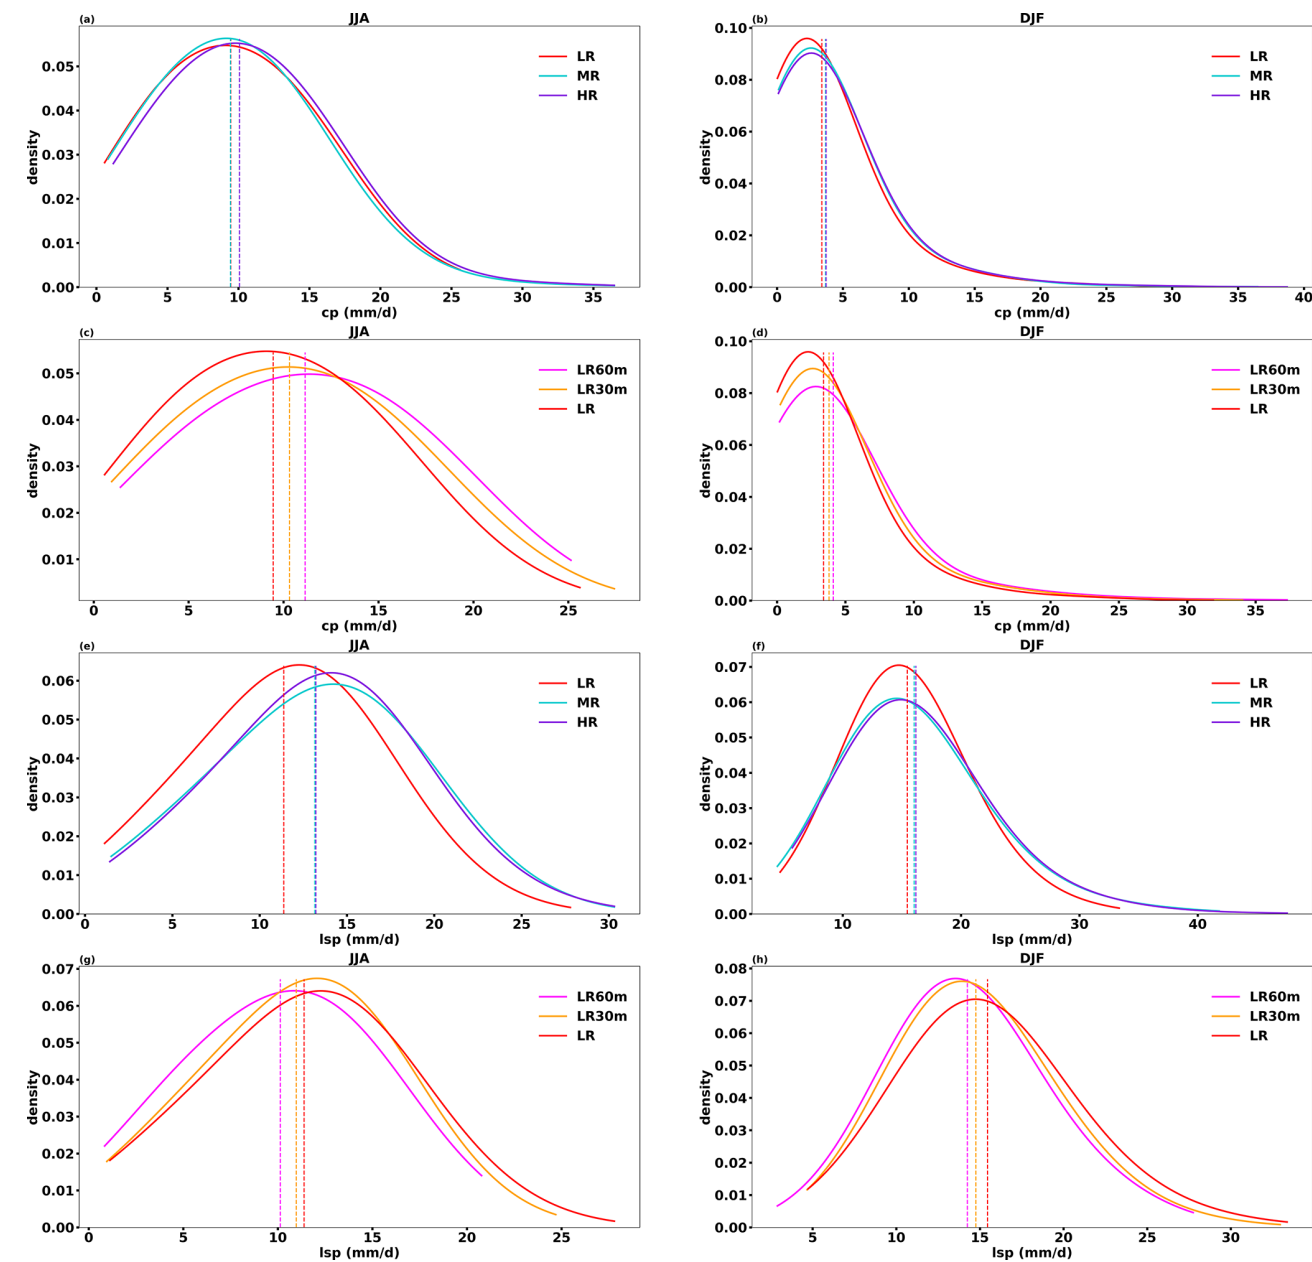 (a) JJA
LR
MR
HR
density
0.05
0.04
0.03
0.02
0.01
0.00
0 5 10 15 20 25 30 35
cp (mm/d)
(b) DJF
LR
MR
HR
density
0.10
0.08
0.06
0.04
0.02
0.00
0 5 10 15 20 25 30 35 40
cp (mm/d)
(c) JJA
LR60m
LR30m
LR
density
0.05
0.04
0.03
0.02
0.01
0 5 10 15 20 25
cp (mm/d)
(d) DJF
LR60m
LR30m
LR
density
0.10
0.08
0.06
0.04
0.02
0.00
0 5 10 15 20 25 30 35
cp (mm/d)
(e) JJA
LR
MR
HR
density
0.06
0.05
0.04
0.03
0.02
0.01
0.00
0 5 10 15 20 25 30
lsp (mm/d)
(f) DJF
LR
MR
HR
density
0.07
0.06
0.05
0.04
0.03
0.02
0.01
0.00
10 20 30 40
lsp (mm/d)
(g) JJA
LR60m
LR30m
LR
density
0.07
0.06
0.05
0.04
0.03
0.02
0.01
0.00
0 5 10 15 20 25
lsp (mm/d)
(h) DJF
LR60m
LR30m
LR
density
0.08
0.07
0.06
0.05
0.04
0.03
0.02
0.01
0.00
5 10 15 20 25 30
lsp (mm/d)